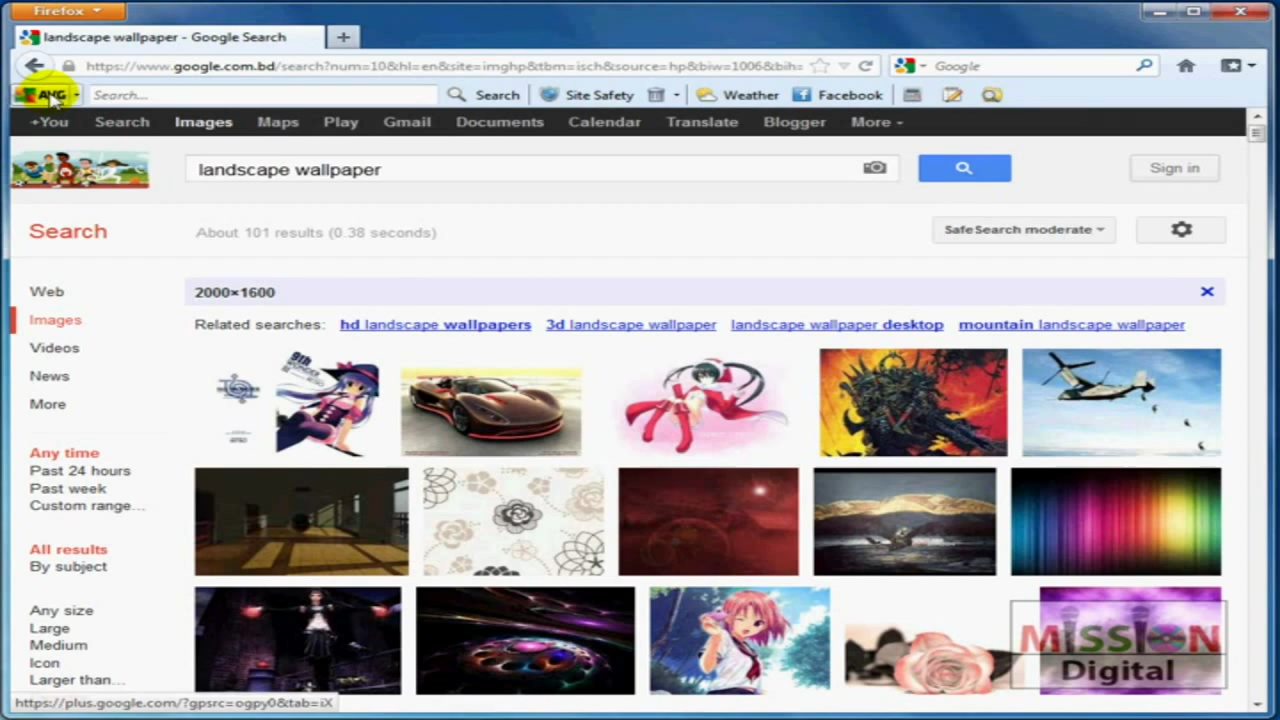 Firefox
landscape wallpaper - Google Search
https://www.google.com.bd/search?num=10&hl=en&site=imghp&tbm=isch&source=hp&biw=1006&bih=
Google
AVG
Search...
Search
Site Safety
Weather
Facebook
+You Search Images Maps Play Gmail Documents Calendar Translate Blogger More
landscape wallpaper
Sign in
Search
About 101 results (0.38 seconds)
SafeSearch moderate
Web
Images
Videos
News
More
2000×1600
Related searches: hd landscape wallpapers 3d landscape wallpaper landscape wallpaper desktop mountain landscape wallpaper
Any time
Past 24 hours
Past week
Custom range...
All results
By subject
Any size
Large
Medium
Icon
Larger than...
MISSION
Digital
https://plus.google.com/?gpsrc=ogpy0&tab=iX